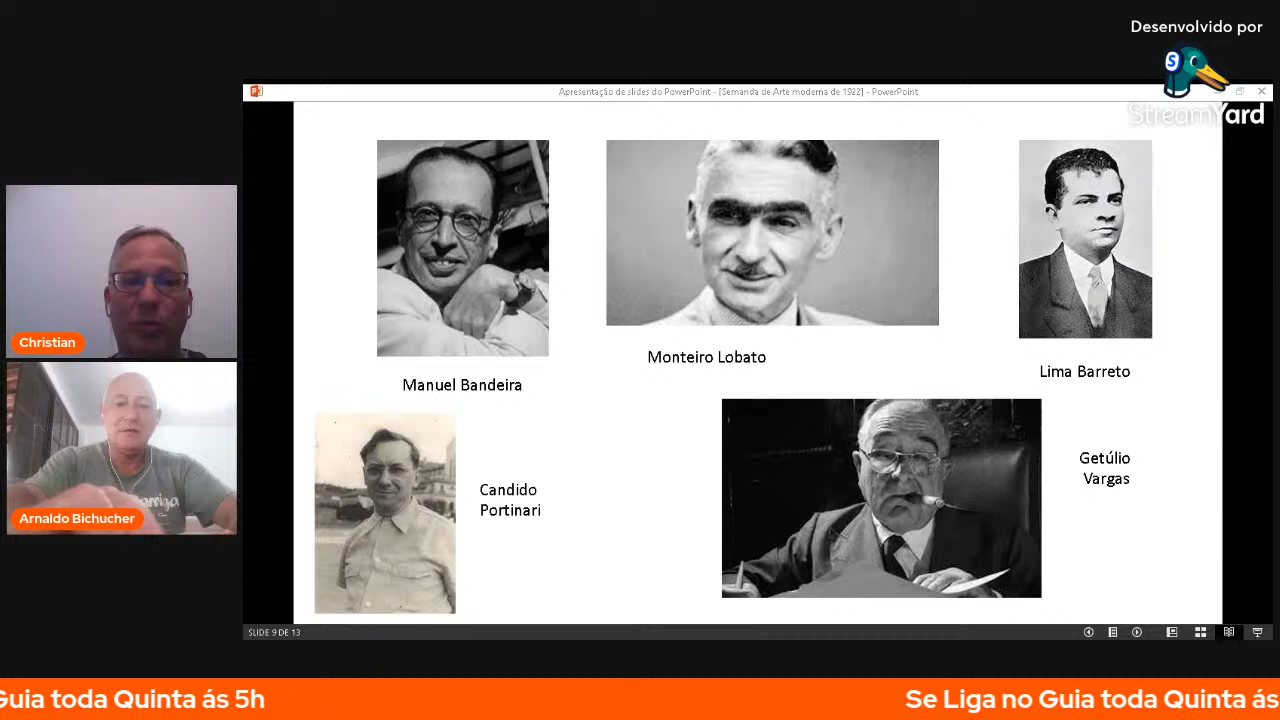 Desenvolvido por
StreamYard
Apresentação de slides do PowerPoint - [Semanda de Arte moderna de 1922] - PowerPoint
Manuel Bandeira
Monteiro Lobato
Lima Barreto
Candido
Portinari
Getúlio
Vargas
Christian
Arnaldo Bichucher
SLIDE 9 DE 13
Guia toda Quinta ás 5h
Se Liga no Guia toda Quinta ás